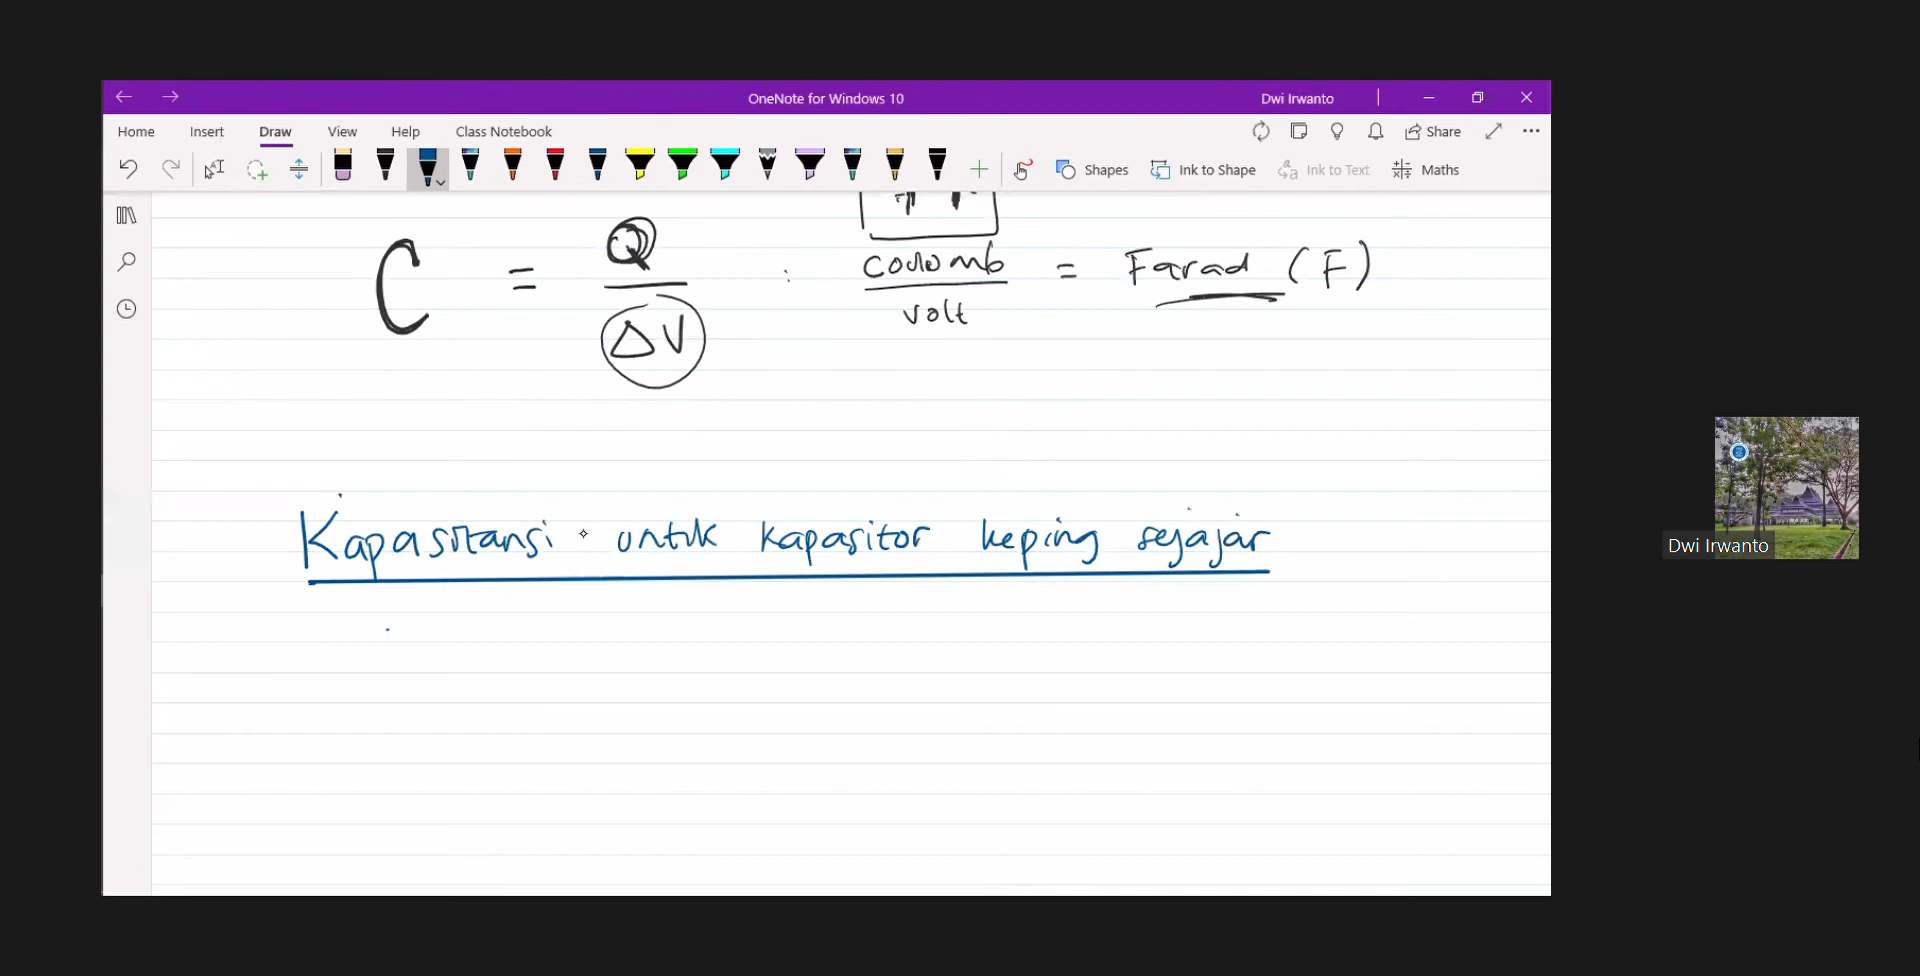 OneNote for Windows 10
Dwi Irwanto
Home Insert Draw View Help Class Notebook
Share
Shapes Ink to Shape Ink to Text Maths
C = Q / ΔV : coulomb / volt = Farad (F)
Kapasitansi untuk kapasitor keping sejajar
Dwi Irwanto